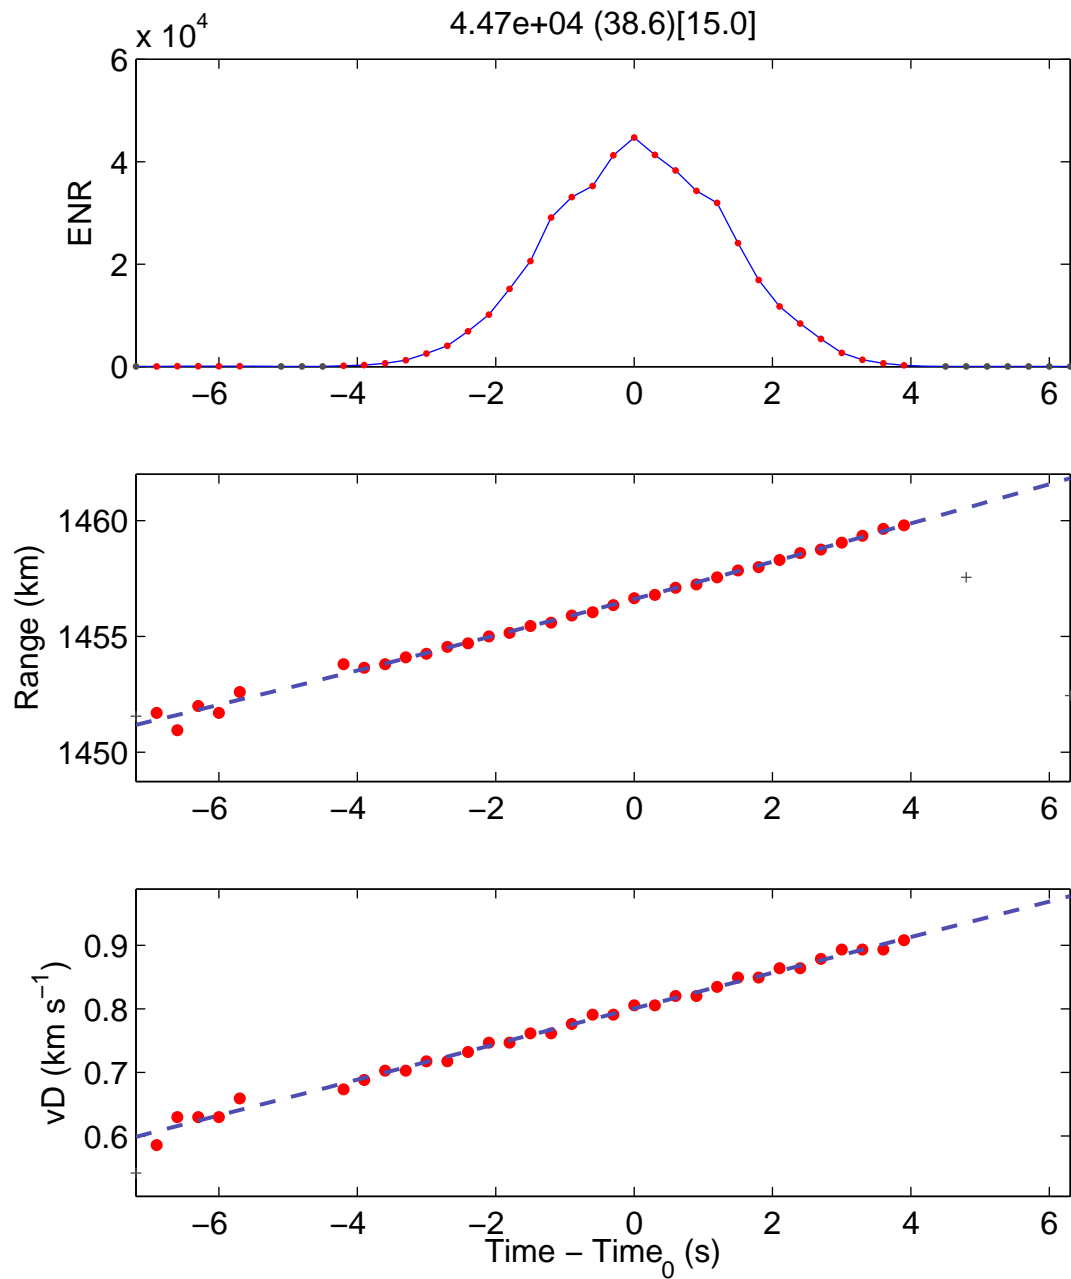 4.47e+04 (38.6)[15.0]
x 10^4
6
4
2
0
ENR
−6 −4 −2 0 2 4 6
1460
1455
1450
Range (km)
−6 −4 −2 0 2 4 6
0.9
0.8
0.7
0.6
vD (km s^−1)
−6 −4 −2 0 2 4 6
Time − Time_0 (s)